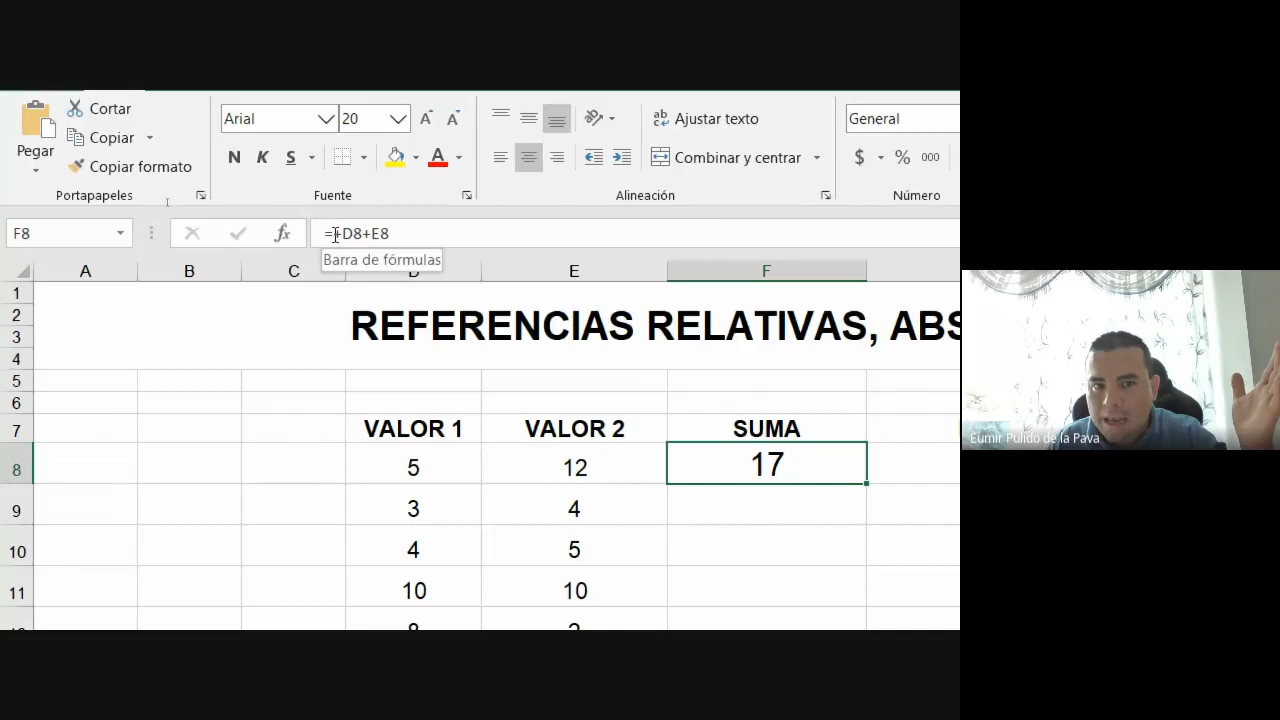 Cortar
Copiar
Copiar formato
Pegar
Portapapeles
Arial 20
N K S
A
Fuente
ab Ajustar texto
Combinar y centrar
Alineación
General
$ % 000
Número
F8
fx =+D8+E8
Barra de fórmulas
A B C D E F
1
2
3
4
REFERENCIAS RELATIVAS, ABS
5
6
7 VALOR 1 VALOR 2 SUMA
8 5 12 17
9 3 4
10 4 5
11 10 10
Eumir Pulido de la Pava